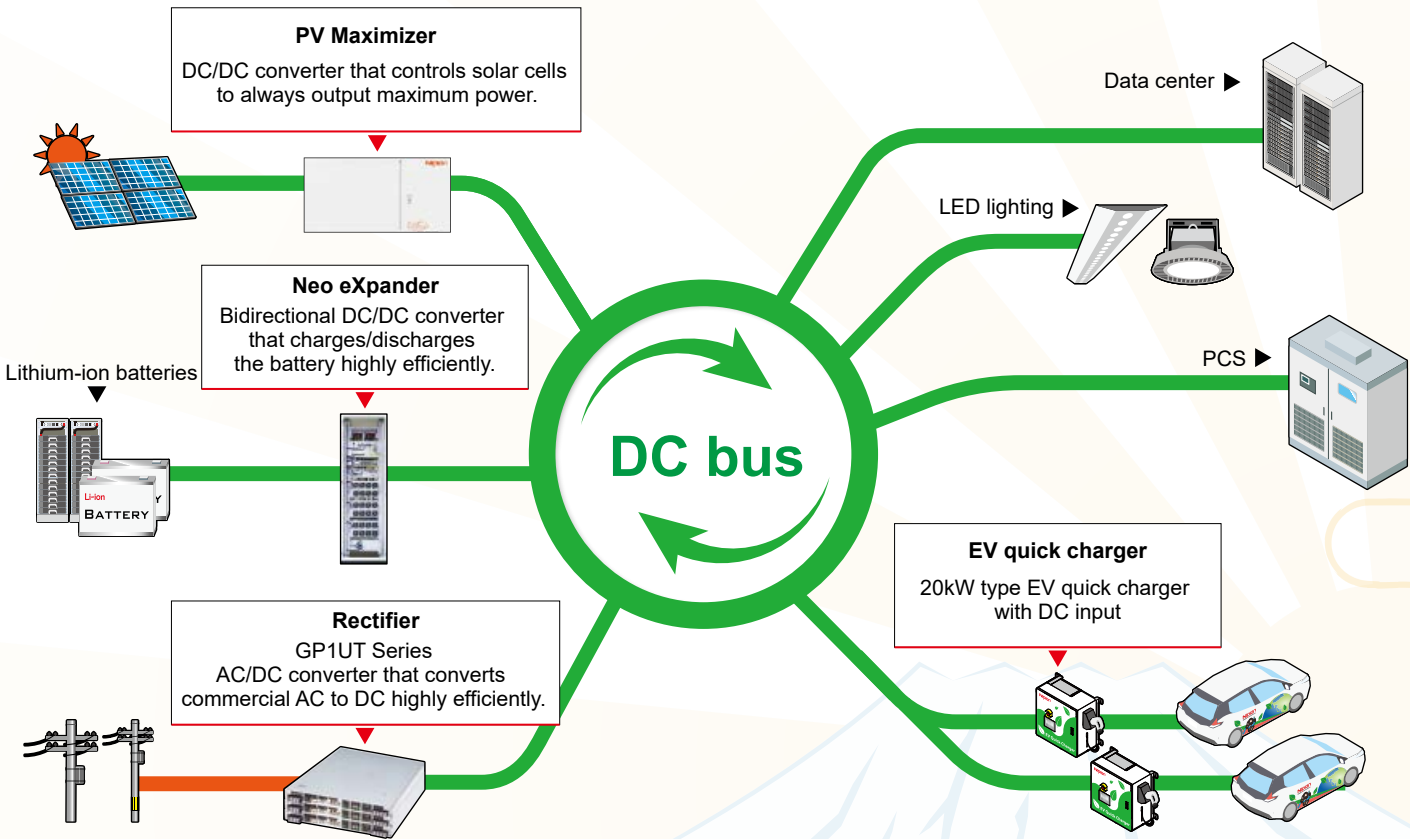 PV Maximizer
DC/DC converter that controls solar cells
to always output maximum power.
Data center ▶
LED lighting ▶
Neo eXpander
Bidirectional DC/DC converter
that charges/discharges
the battery highly efficiently.
PCS ▶
Lithium-ion batteries
▼
Li-ion
BATTERY
DC bus
EV quick charger
20kW type EV quick charger
with DC input
Rectifier
GP1UT Series
AC/DC converter that converts
commercial AC to DC highly efficiently.